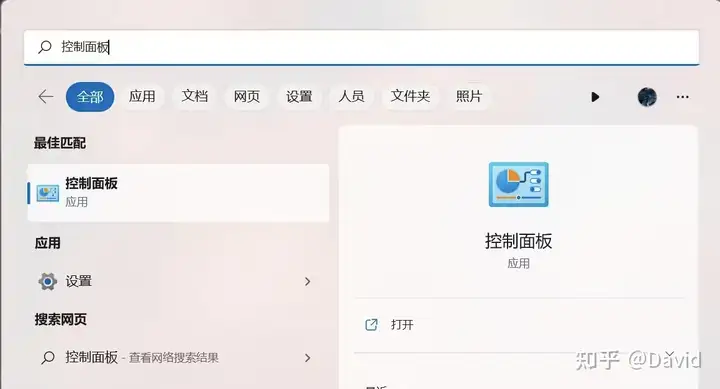 控制面板
全部 应用 文档 网页 设置 人员 文件夹 照片
最佳匹配
控制面板
应用
应用
设置
搜索网页
控制面板 - 查看网络搜索结果
控制面板
应用
打开
知乎 @David